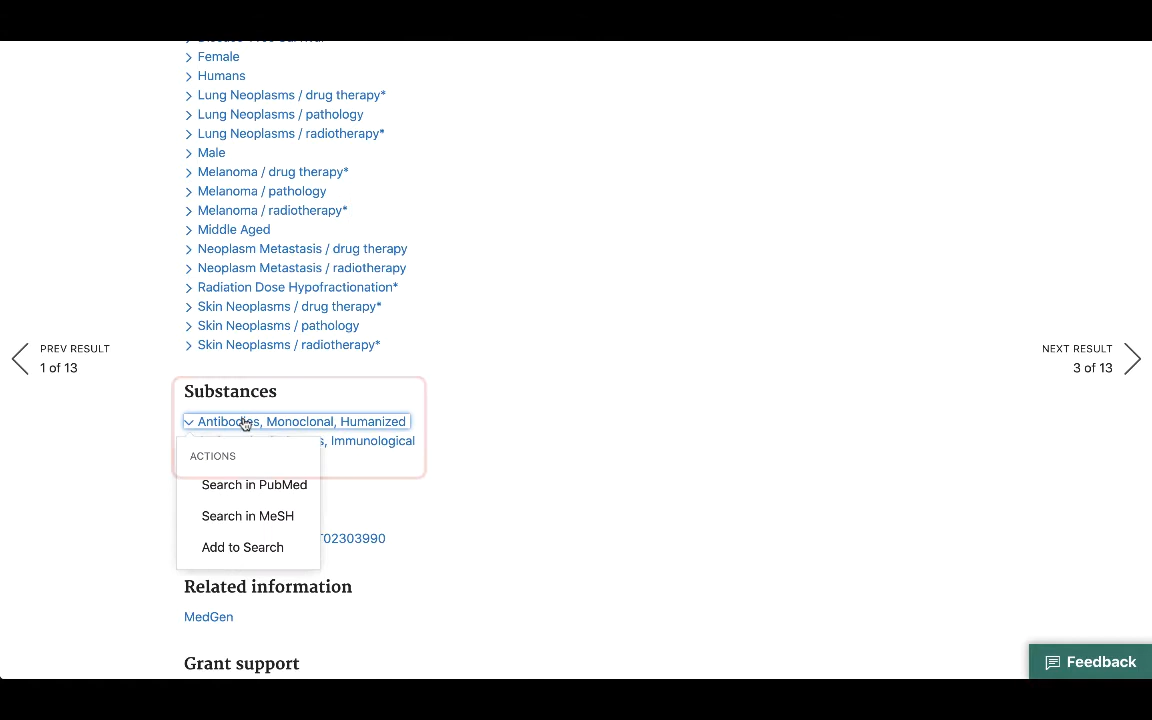 Female
Humans
Lung Neoplasms / drug therapy*
Lung Neoplasms / pathology
Lung Neoplasms / radiotherapy*
Male
Melanoma / drug therapy*
Melanoma / pathology
Melanoma / radiotherapy*
Middle Aged
Neoplasm Metastasis / drug therapy
Neoplasm Metastasis / radiotherapy
Radiation Dose Hypofractionation*
Skin Neoplasms / drug therapy*
Skin Neoplasms / pathology
Skin Neoplasms / radiotherapy*
PREV RESULT
1 of 13
NEXT RESULT
3 of 13
Substances
Antibodies, Monoclonal, Humanized
, Immunological
ACTIONS
Search in PubMed
Search in MeSH
Add to Search
02303990
Related information
MedGen
Grant support
Feedback